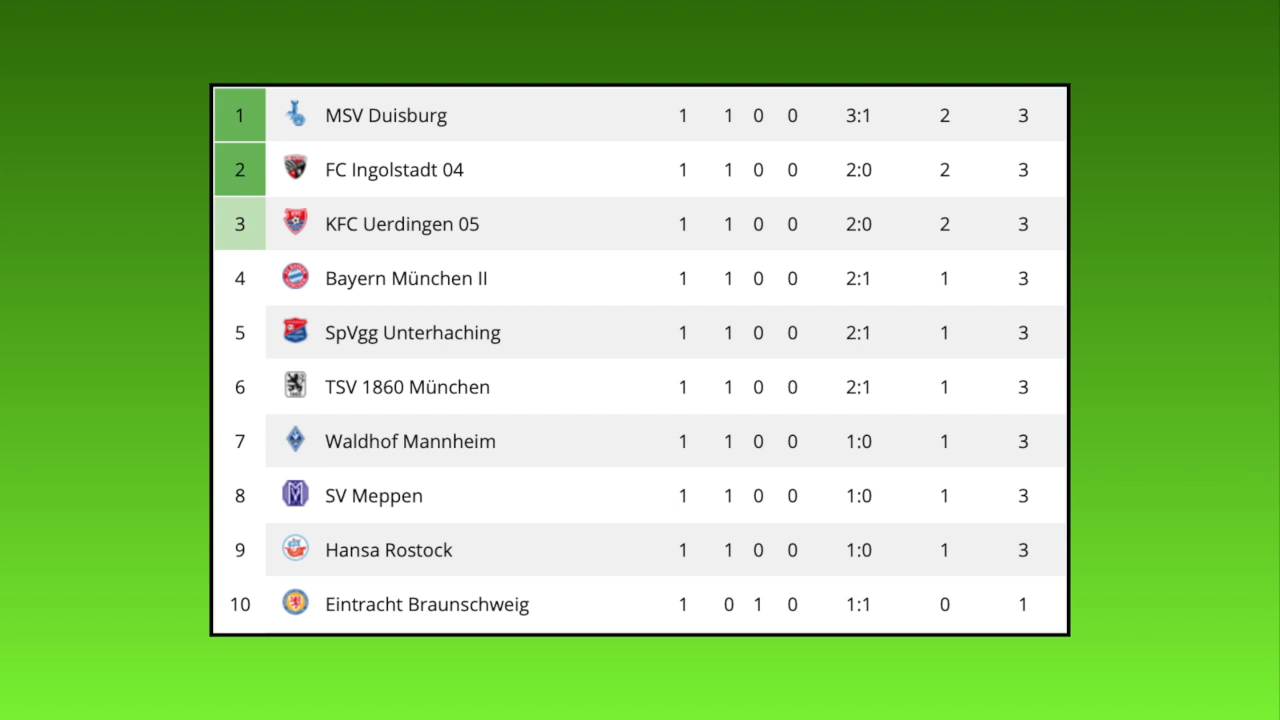 1 MSV Duisburg 1 1 0 0 3:1 2 3
2 FC Ingolstadt 04 1 1 0 0 2:0 2 3
3 KFC Uerdingen 05 1 1 0 0 2:0 2 3
4 Bayern München II 1 1 0 0 2:1 1 3
5 SpVgg Unterhaching 1 1 0 0 2:1 1 3
6 TSV 1860 München 1 1 0 0 2:1 1 3
7 Waldhof Mannheim 1 1 0 0 1:0 1 3
8 SV Meppen 1 1 0 0 1:0 1 3
9 Hansa Rostock 1 1 0 0 1:0 1 3
10 Eintracht Braunschweig 1 0 1 0 1:1 0 1